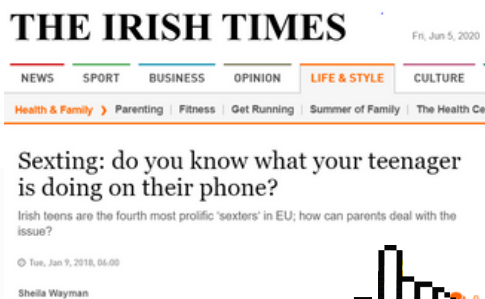 THE IRISH TIMES
Fri, Jun 5, 2020
NEWS SPORT BUSINESS OPINION LIFE & STYLE CULTURE
Health & Family ❯ Parenting | Fitness | Get Running | Summer of Family | The Health Ce
Sexting: do you know what your teenager
is doing on their phone?
Irish teens are the fourth most prolific 'sexters' in EU; how can parents deal with the
issue?
Tue, Jan 9, 2018, 06:00
Sheila Wayman